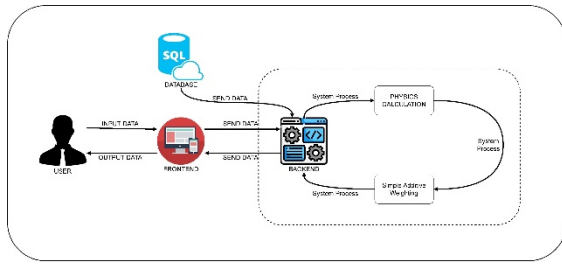 SQL
DATABASE
SEND DATA
System Process
PHYSICS
CALCULATION
INPUT DATA
SEND DATA
System
Process
OUTPUT DATA
SEND DATA
USER
FRONTEND
BACKEND
System Process
Simple Additive
Weighting